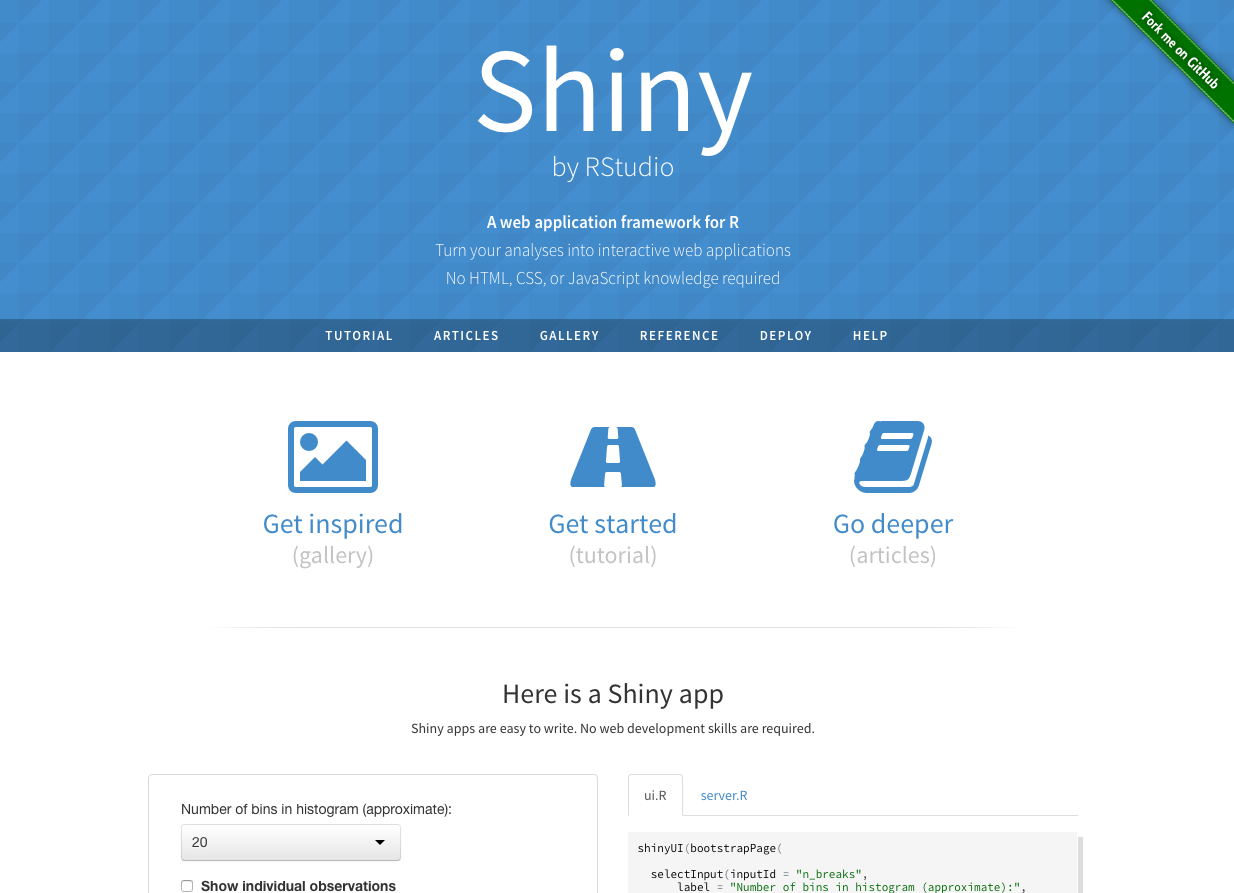 Fork me on GitHub
Shiny
by RStudio
A web application framework for R
Turn your analyses into interactive web applications
No HTML, CSS, or JavaScript knowledge required
TUTORIAL ARTICLES GALLERY REFERENCE DEPLOY HELP
Get inspired
(gallery)
Get started
(tutorial)
Go deeper
(articles)
Here is a Shiny app
Shiny apps are easy to write. No web development skills are required.
Number of bins in histogram (approximate):
20
Show individual observations
ui.R server.R
shinyUI(bootstrapPage(
selectInput(inputId = "n_breaks",
label = "Number of bins in histogram (approximate):",